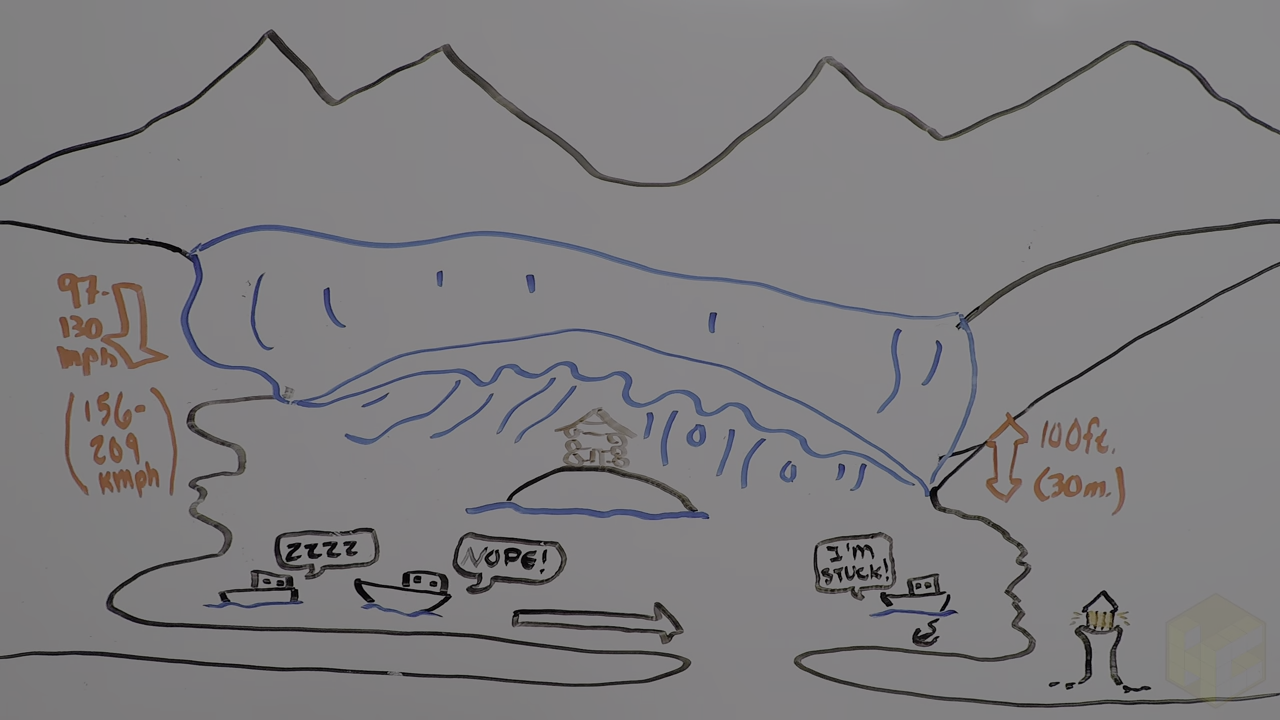 97-
130
mph
(156-
209
kmph)
100ft.
(30m.)
ZZZZ
NOPE!
I'M
STUCK!